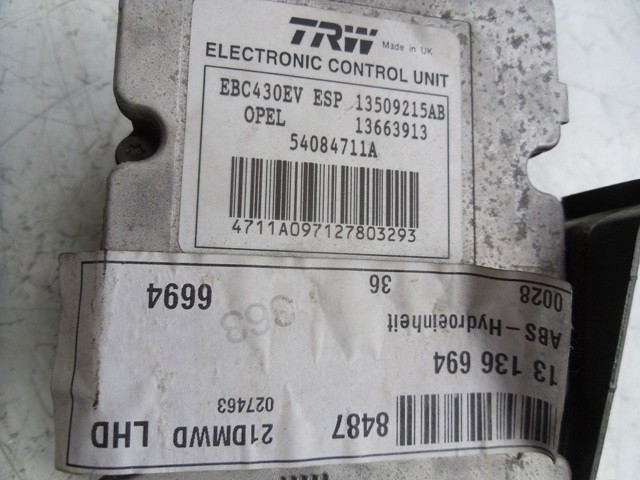 TRW Made in UK
ELECTRONIC CONTROL UNIT
EBC430EV ESP 13509215AB
OPEL 13663913
54084711A
4711A097127803293
0028 36 6694
ABS-Hydroeinheit 363
13 136 694
027463
8487 21DMWD LHD